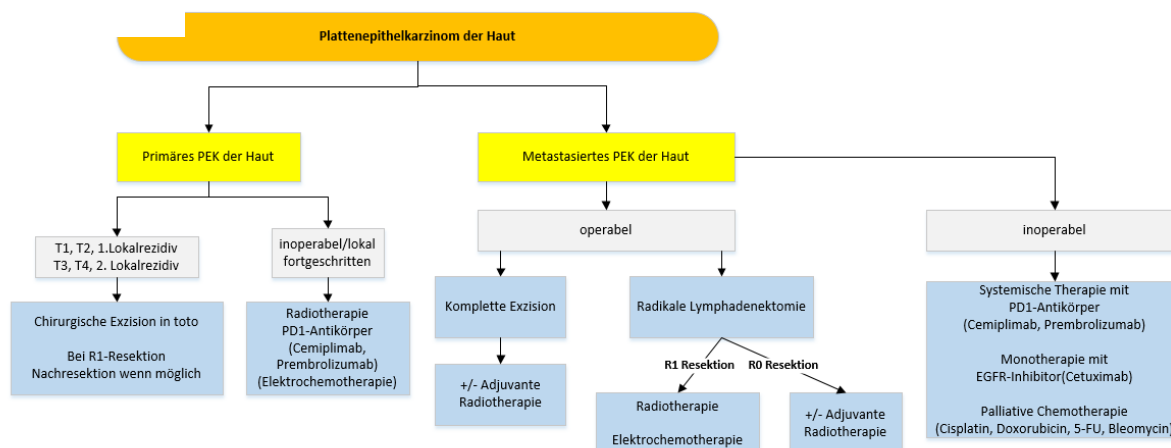 Plattenepithelkarzinom der Haut
Primäres PEK der Haut
Metastasiertes PEK der Haut
T1, T2, 1.Lokalrezidiv
T3, T4, 2. Lokalrezidiv
inoperabel/lokal
fortgeschritten
operabel
inoperabel
Chirurgische Exzision in toto
Bei R1-Resektion
Nachresektion wenn möglich
Radiotherapie
PD1-Antikörper
(Cemiplimab,
Prembrolizumab)
(Elektrochemotherapie)
Komplette Exzision
+/- Adjuvante
Radiotherapie
Radikale Lymphadenektomie
R1 Resektion
R0 Resektion
Radiotherapie
Elektrochemotherapie
+/- Adjuvante
Radiotherapie
Systemische Therapie mit
PD1-Antikörper
(Cemiplimab, Prembrolizumab)
Monotherapie mit
EGFR-Inhibitor(Cetuximab)
Palliative Chemotherapie
(Cisplatin, Doxorubicin, 5-FU, Bleomycin)